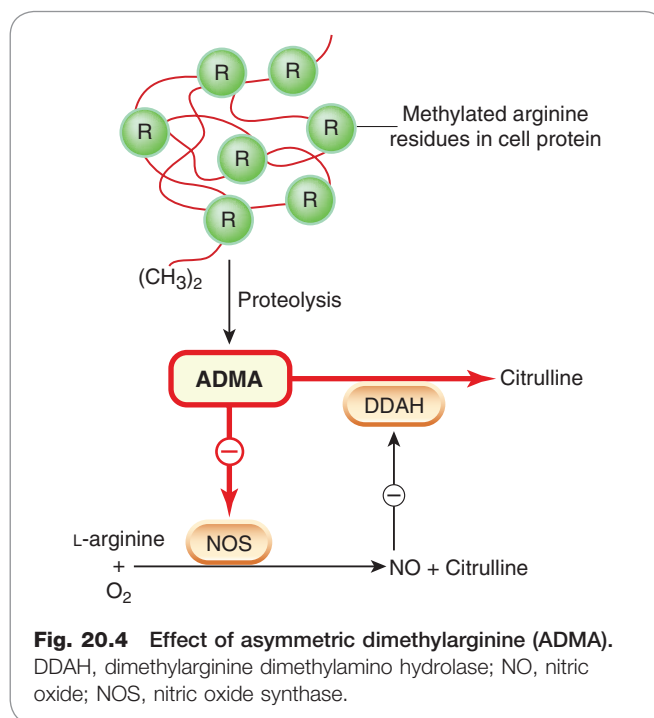 R
R
R
R
R
R
R
Methylated arginine
residues in cell protein
(CH₃)₂
Proteolysis
ADMA
Citrulline
DDAH
−
−
L-arginine
+
O₂
NOS
NO + Citrulline
Fig. 20.4 Effect of asymmetric dimethylarginine (ADMA).
DDAH, dimethylarginine dimethylamino hydrolase; NO, nitric
oxide; NOS, nitric oxide synthase.